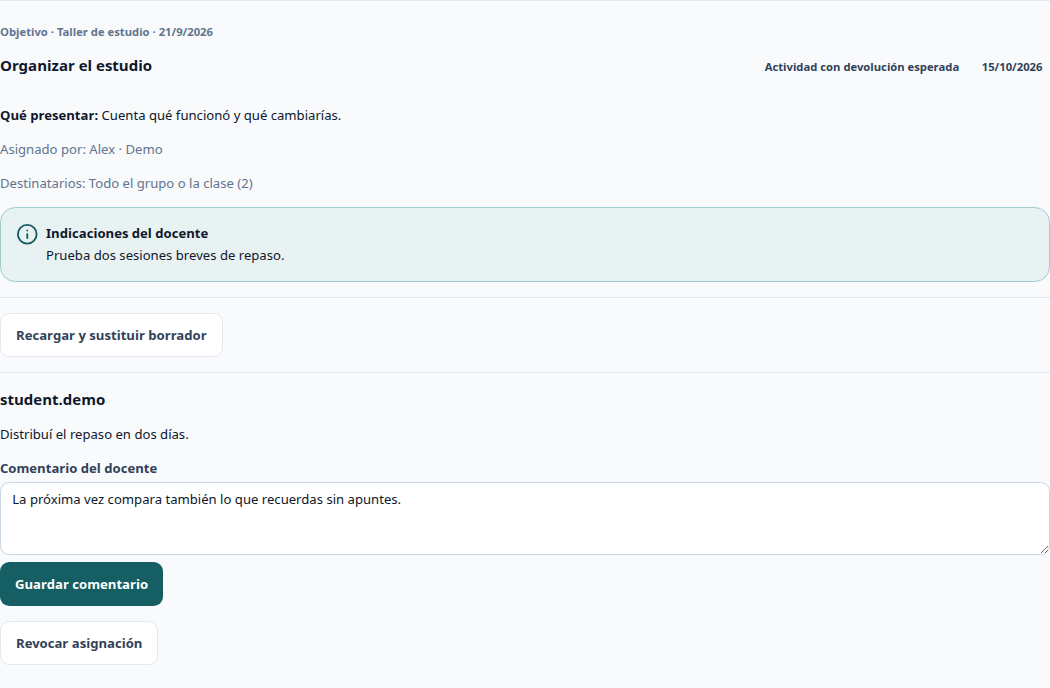 Objetivo · Taller de estudio · 21/9/2026
Organizar el estudio
Actividad con devolución esperada 15/10/2026
Qué presentar: Cuenta qué funcionó y qué cambiarías.
Asignado por: Alex · Demo
Destinatarios: Todo el grupo o la clase (2)
Indicaciones del docente
Prueba dos sesiones breves de repaso.
Recargar y sustituir borrador
student.demo
Distribuí el repaso en dos días.
Comentario del docente
La próxima vez compara también lo que recuerdas sin apuntes.
Guardar comentario
Revocar asignación